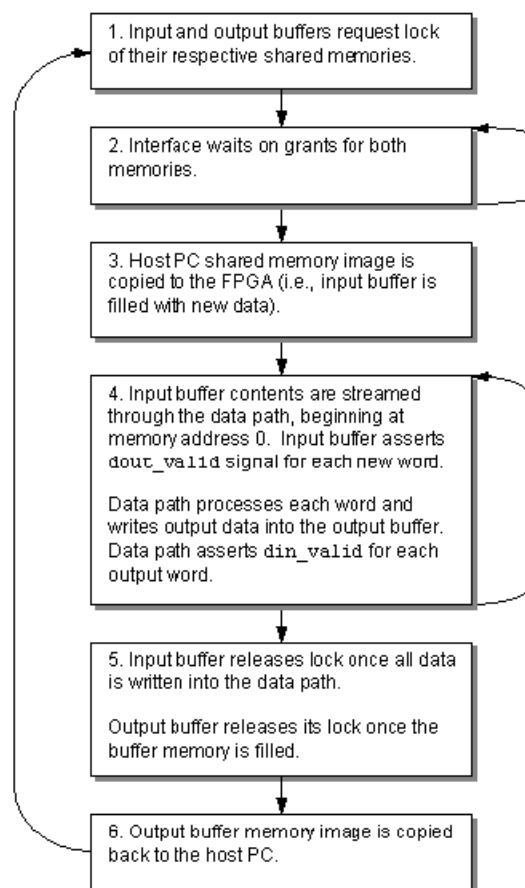 1. Input and output buffers request lock
of their respective shared memories.
2. Interface waits on grants for both
memories.
3. Host PC shared memory image is
copied to the FPGA (i.e., input buffer is
filled with new data).
4. Input buffer contents are streamed
through the data path, beginning at
memory address 0. Input buffer asserts
dout_valid signal for each new word.
Data path processes each word and
writes output data into the output buffer.
Data path asserts din_valid for each
output word.
5. Input buffer releases lock once all data
is written into the data path.
Output buffer releases its lock once the
buffer memory is filled.
6. Output buffer memory image is copied
back to the host PC.